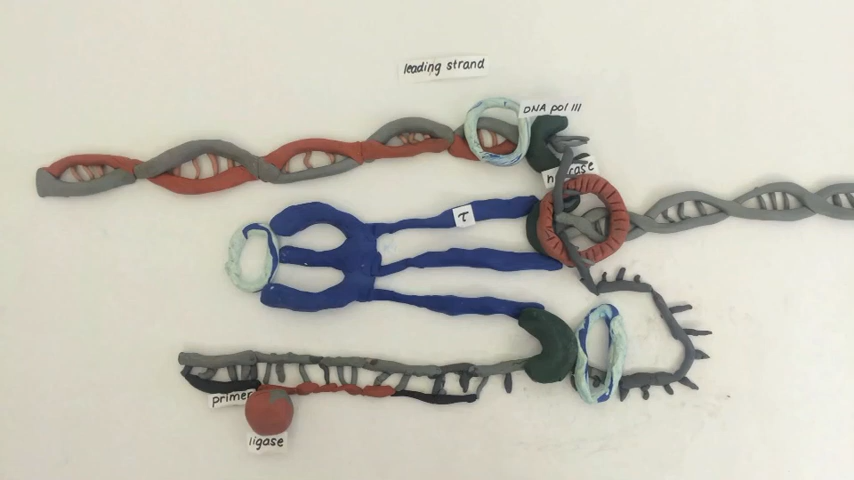 leading strand
DNA pol III
τ
primer
ligase